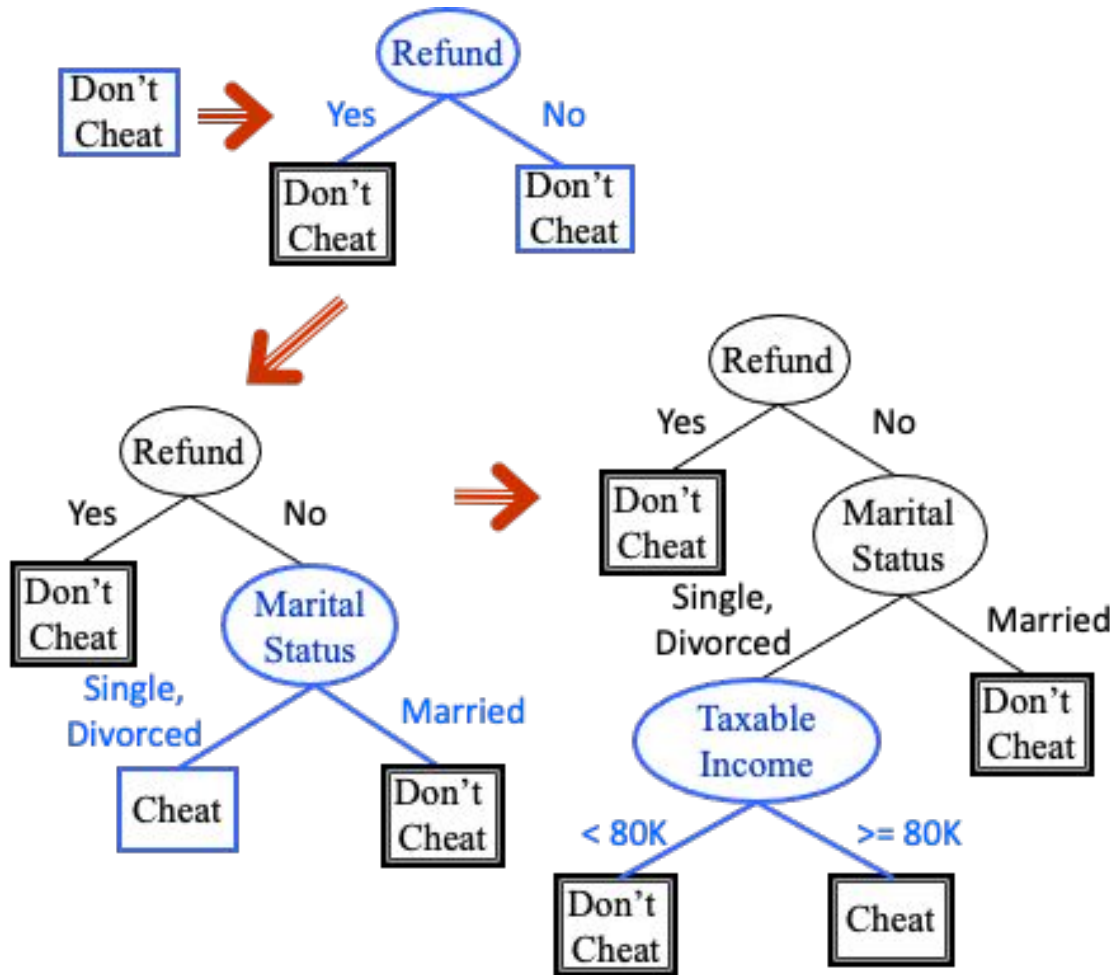 Don't
Cheat
Refund
Yes
No
Don't
Cheat
Don't
Cheat
Refund
Yes
No
Don't
Cheat
Marital
Status
Single,
Divorced
Married
Cheat
Don't
Cheat
Refund
Yes
No
Don't
Cheat
Marital
Status
Single,
Divorced
Married
Taxable
Income
Don't
Cheat
< 80K
>= 80K
Don't
Cheat
Cheat